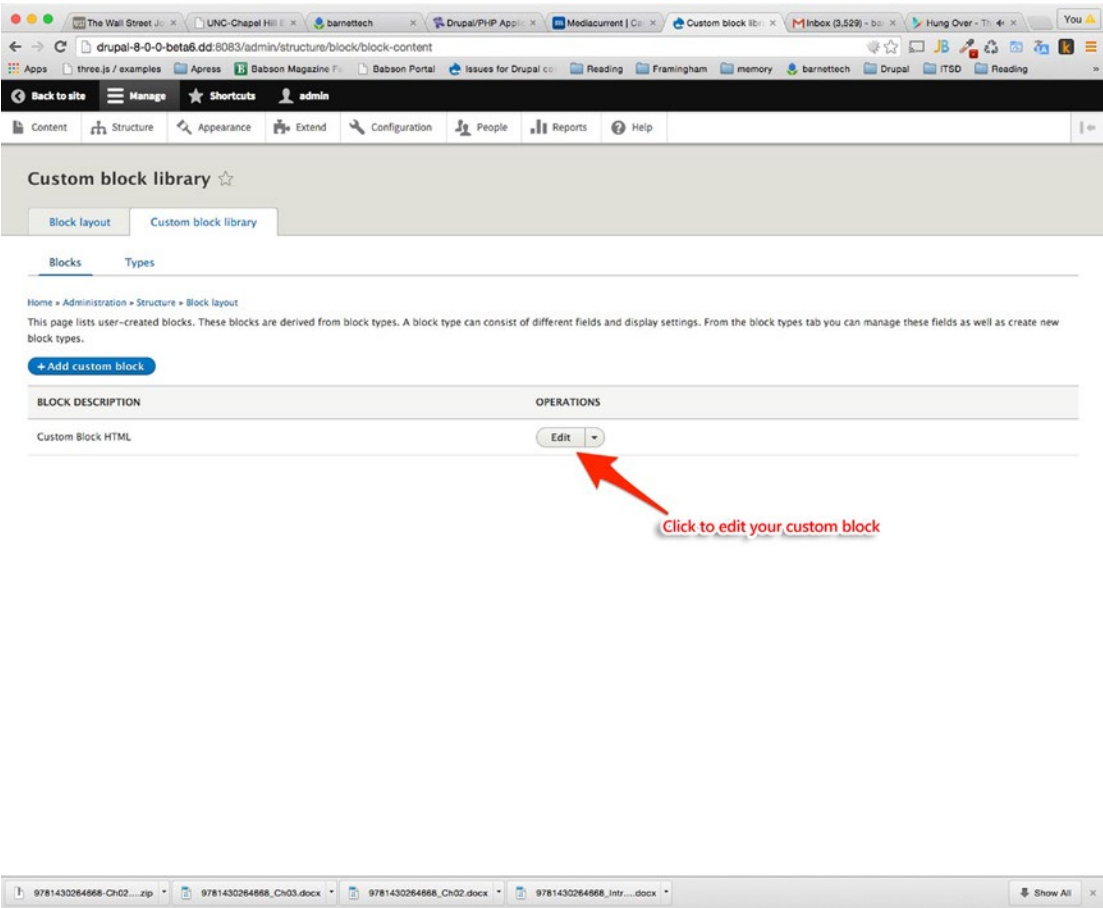 The Wall Street Jo
UNC-Chapel Hill E
barnettech
Drupal/PHP Applic
Mediacurrent | Ca
Custom block libr
Inbox (3,529) - ba
Hung Over - Th
You
drupal-8-0-0-beta6.dd:8083/admin/structure/block/block-content
Apps
three.js / examples
Apress
Babson Magazine
Babson Portal
Issues for Drupal co
Reading
Framingham
memory
barnettech
Drupal
ITSD
Reading
»
Back to site
Manage
Shortcuts
admin
Content
Structure
Appearance
Extend
Configuration
People
Reports
Help
Custom block library
Block layout
Custom block library
Blocks
Types
Home » Administration » Structure » Block layout
This page lists user-created blocks. These blocks are derived from block types. A block type can consist of different fields and display settings. From the block types tab you can manage these fields as well as create new
block types.
+ Add custom block
BLOCK DESCRIPTION
OPERATIONS
Custom Block HTML
Edit
Click to edit your custom block
9781430264668-Ch02....zip
9781430264668_Ch03.docx
9781430264668_Ch02.docx
9781430264668_Intr....docx
Show All